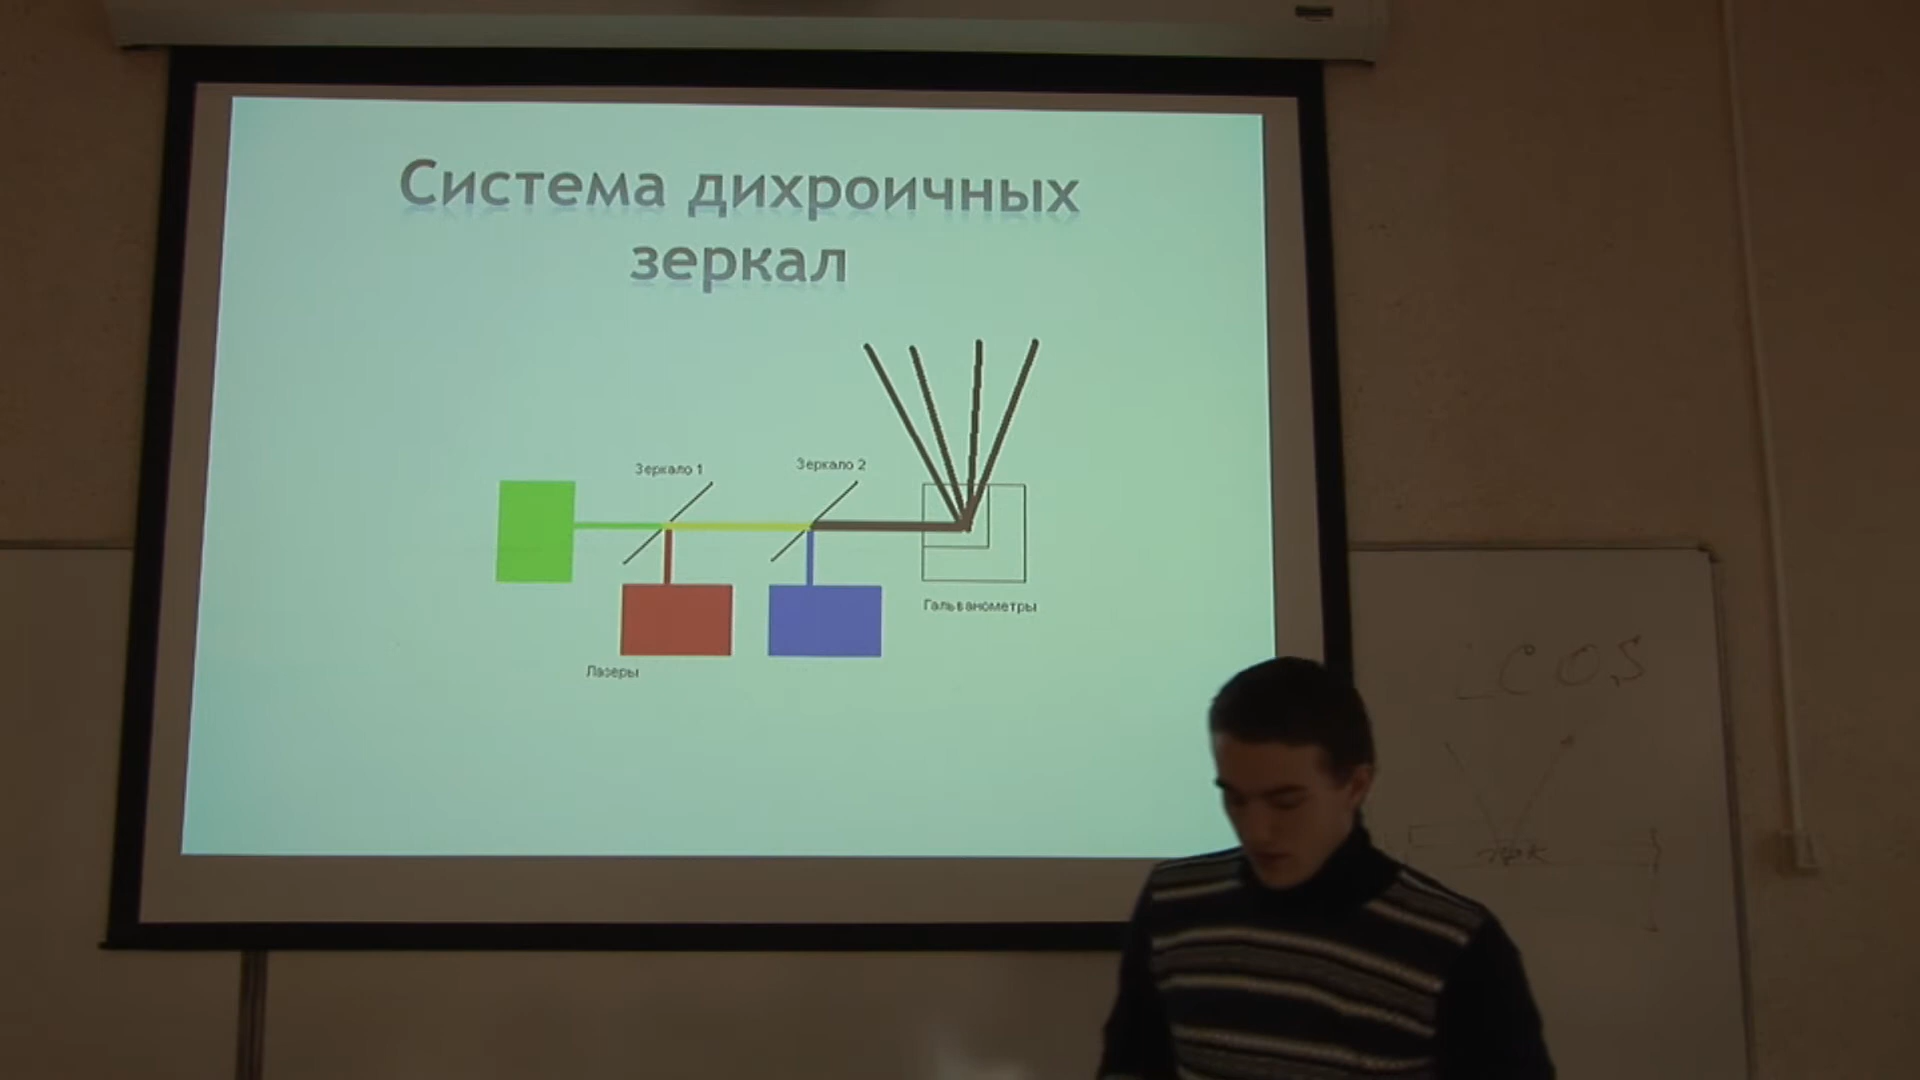 Система дихроичных
зеркал
Зеркало 1
Зеркало 2
Гальванометры
Лазеры
LCOS